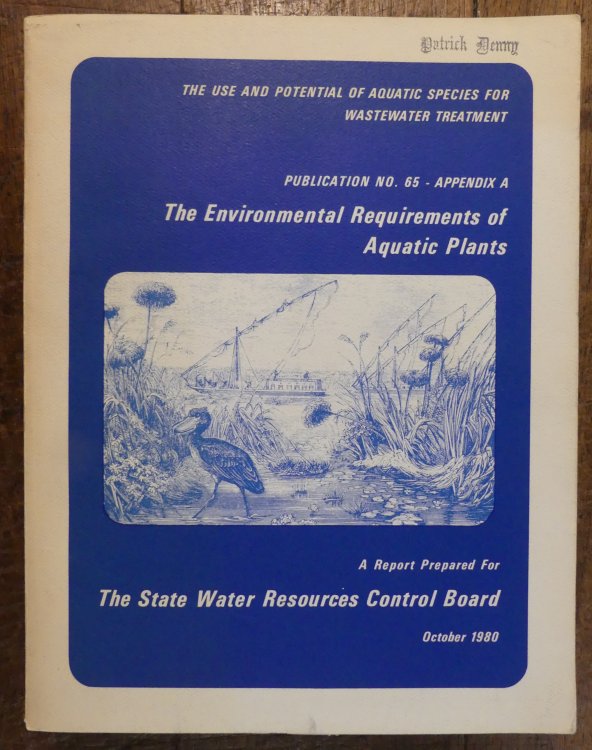 Patrick Denny
THE USE AND POTENTIAL OF AQUATIC SPECIES FOR
WASTEWATER TREATMENT
PUBLICATION NO. 65 - APPENDIX A
The Environmental Requirements of
Aquatic Plants
A Report Prepared For
The State Water Resources Control Board
October 1980